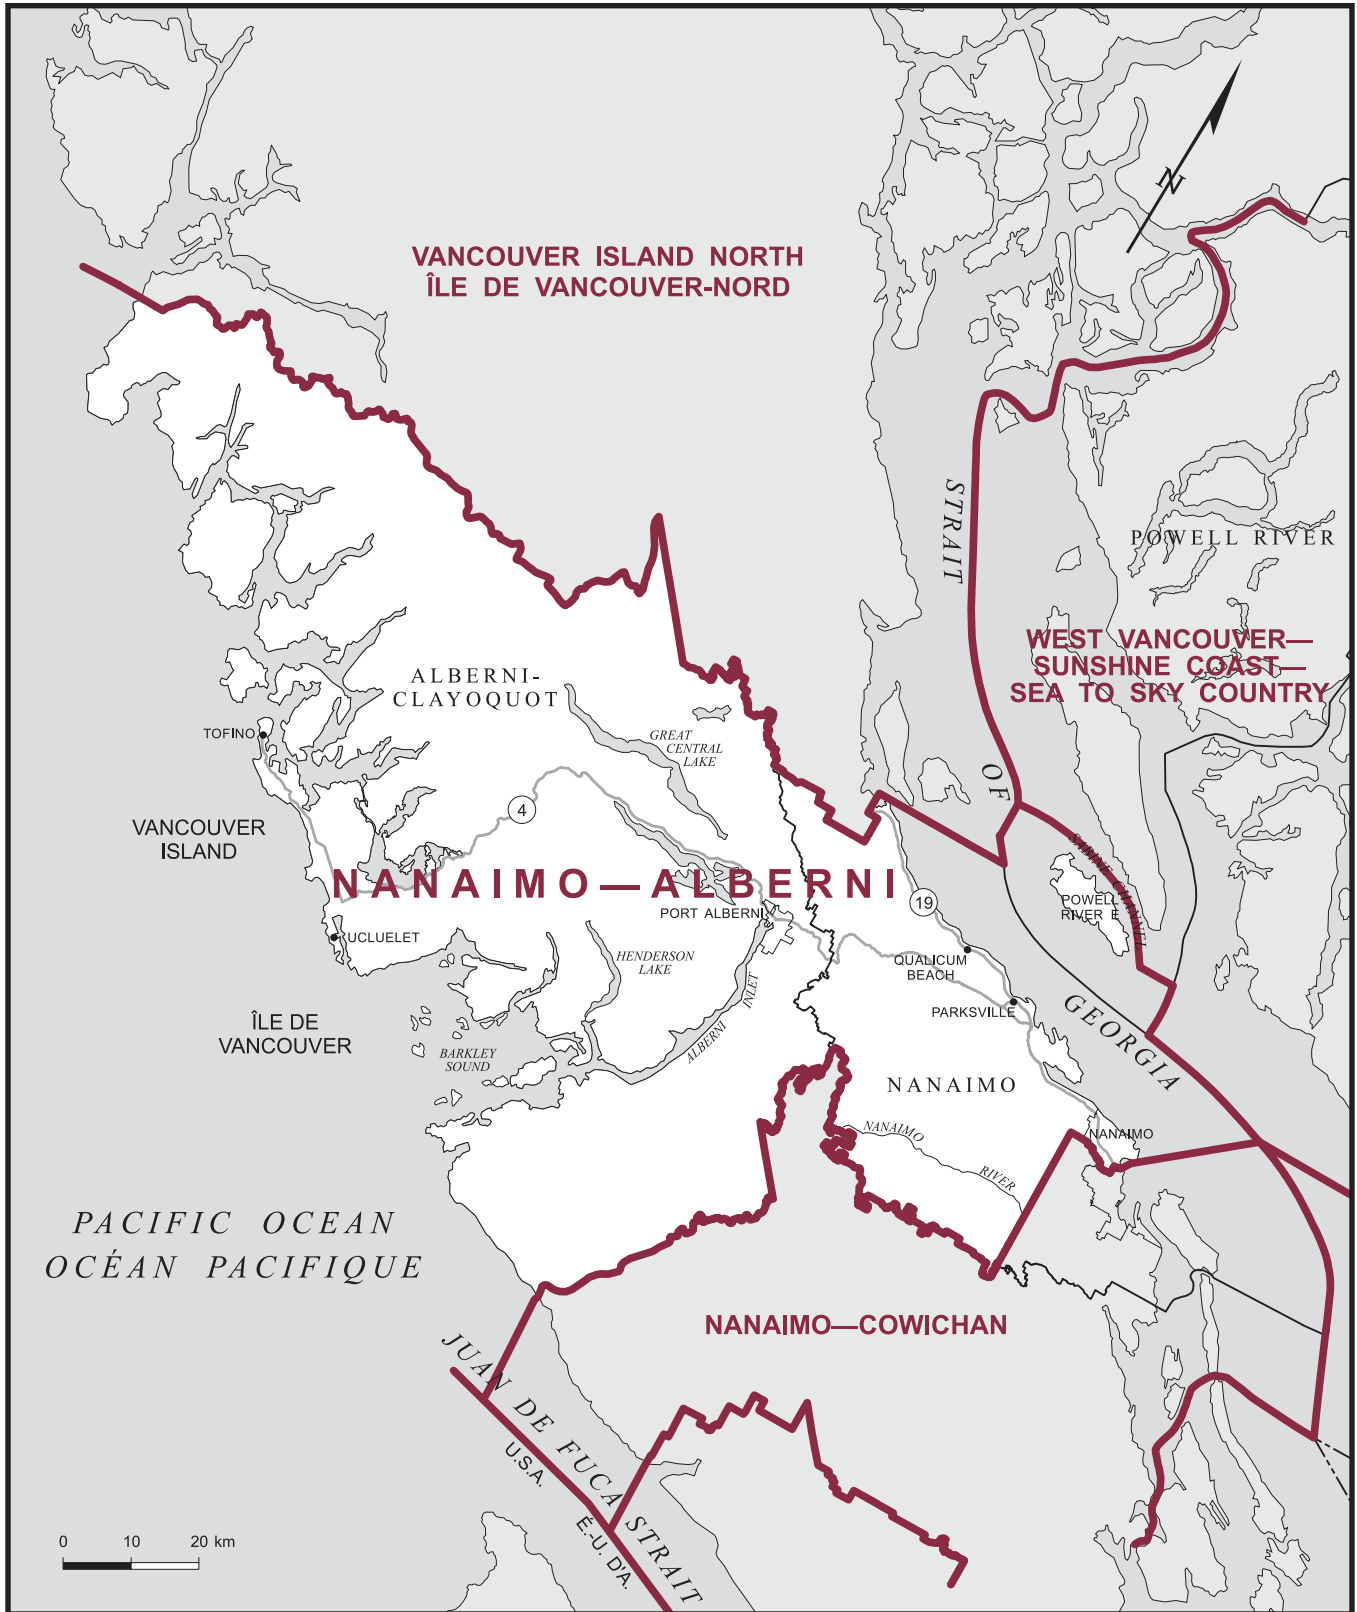 N
VANCOUVER ISLAND NORTH
ÎLE DE VANCOUVER-NORD
STRAIT
OF
GEORGIA
POWELL RIVER
WEST VANCOUVER—
SUNSHINE COAST—
SEA TO SKY COUNTRY
ALBERNI-
CLAYOQUOT
GREAT
CENTRAL
LAKE
TOFINO
4
VANCOUVER
ISLAND
NANAIMO—ALBERNI
SABINE CHANNEL
POWELL
RIVER E
19
PORT ALBERNI
UCLUELET
HENDERSON
LAKE
QUALICUM
BEACH
PARKSVILLE
ÎLE DE
VANCOUVER
BARKLEY
SOUND
ALBERNI
INLET
NANAIMO
NANAIMO
RIVER
NANAIMO
PACIFIC OCEAN
OCÉAN PACIFIQUE
NANAIMO—COWICHAN
JUAN DE FUCA STRAIT
U.S.A.
É.-U. D'A.
0 10 20 km